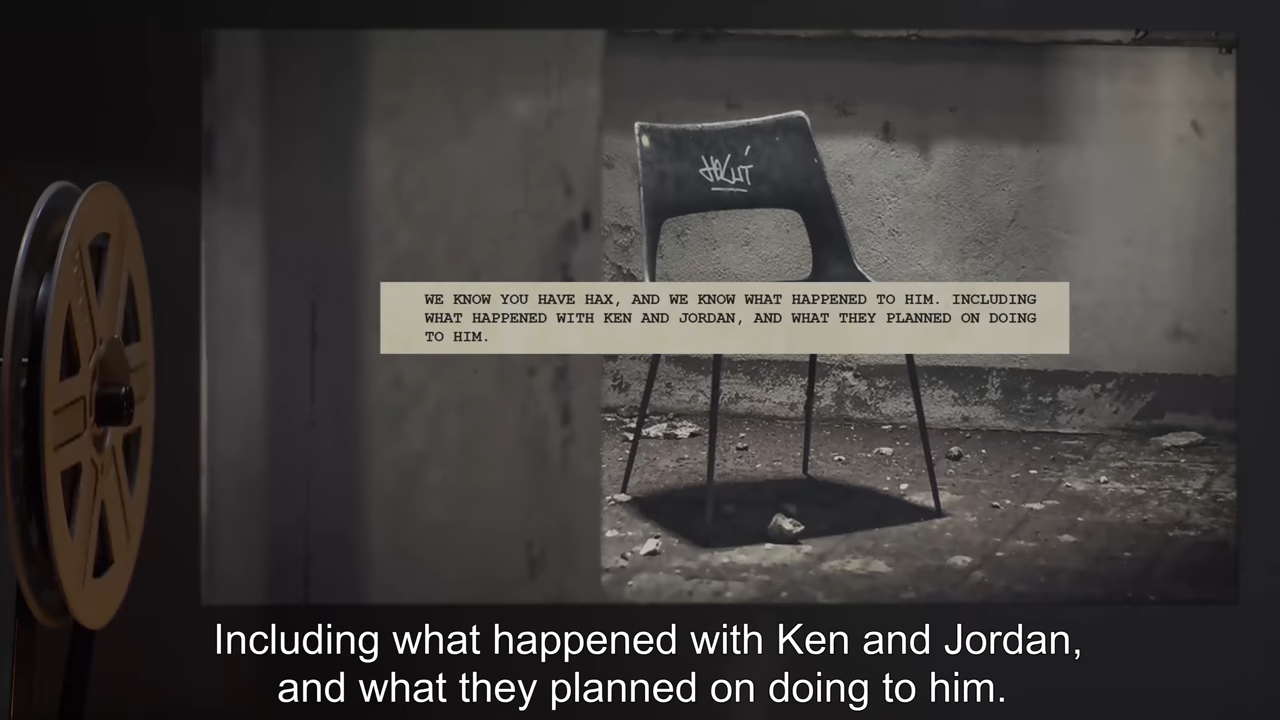 WE KNOW YOU HAVE HAX, AND WE KNOW WHAT HAPPENED TO HIM. INCLUDING
WHAT HAPPENED WITH KEN AND JORDAN, AND WHAT THEY PLANNED ON DOING
TO HIM.
Including what happened with Ken and Jordan,
and what they planned on doing to him.